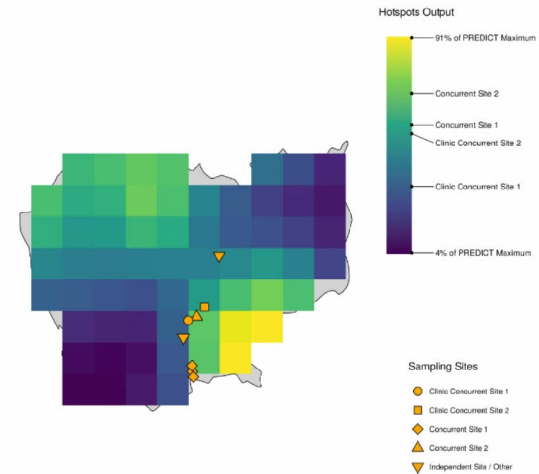 Hotspots Output
91% of PREDICT Maximum
Concurrent Site 2
Concurrent Site 1
Clinic Concurrent Site 2
Clinic Concurrent Site 1
4% of PREDICT Maximum
Sampling Sites
Clinic Concurrent Site 1
Clinic Concurrent Site 2
Concurrent Site 1
Concurrent Site 2
Independent Site / Other